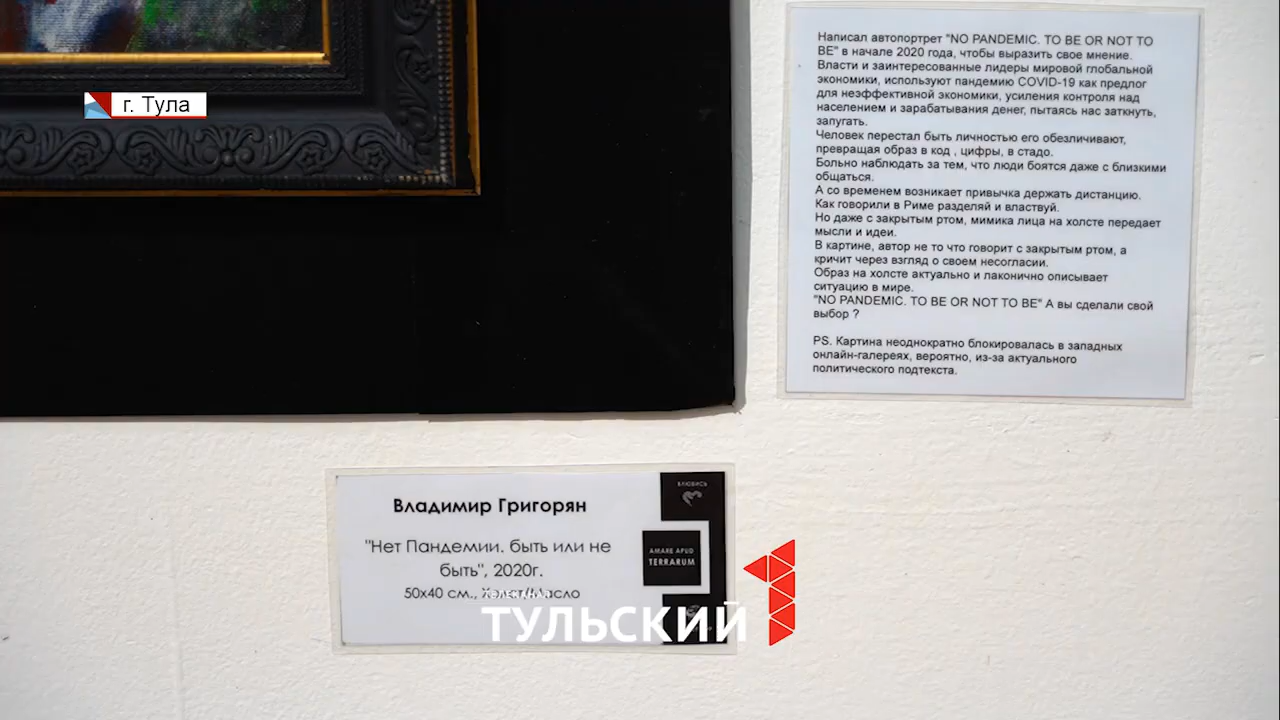 г. Тула
Написал автопортрет "NO PANDEMIC. TO BE OR NOT TO
BE" в начале 2020 года, чтобы выразить свое мнение.
Власти и заинтересованные лидеры мировой глобальной
экономики, используют пандемию COVID-19 как предлог
для неэффективной экономики, усиления контроля над
населением и зарабатывания денег, пытаясь нас заткнуть,
запугать.
Человек перестал быть личностью его обезличивают,
превращая образ в код , цифры, в стадо.
Больно наблюдать за тем, что люди боятся даже с близкими
общаться.
А со временем возникает привычка держать дистанцию.
Как говорили в Риме разделяй и властвуй.
Но даже с закрытым ртом, мимика лица на холсте передает
мысли и идеи.
В картине, автор не то что говорит с закрытым ртом, а
кричит через взгляд о своем несогласии.
Образ на холсте актуально и лаконично описывает
ситуацию в мире.
"NO PANDEMIC. TO BE OR NOT TO BE" А вы сделали свой
выбор ?
PS. Картина неоднократно блокировалась в западных
онлайн-галереях, вероятно, из-за актуального
политического подтекста.
Владимир Григорян
"Нет Пандемии. быть или не
быть", 2020г.
50х40 см., Холст/Масло
ВЛЮБИСЬ
AMARE APUD
TERRARUM
ТУЛЬСКИЙ 1